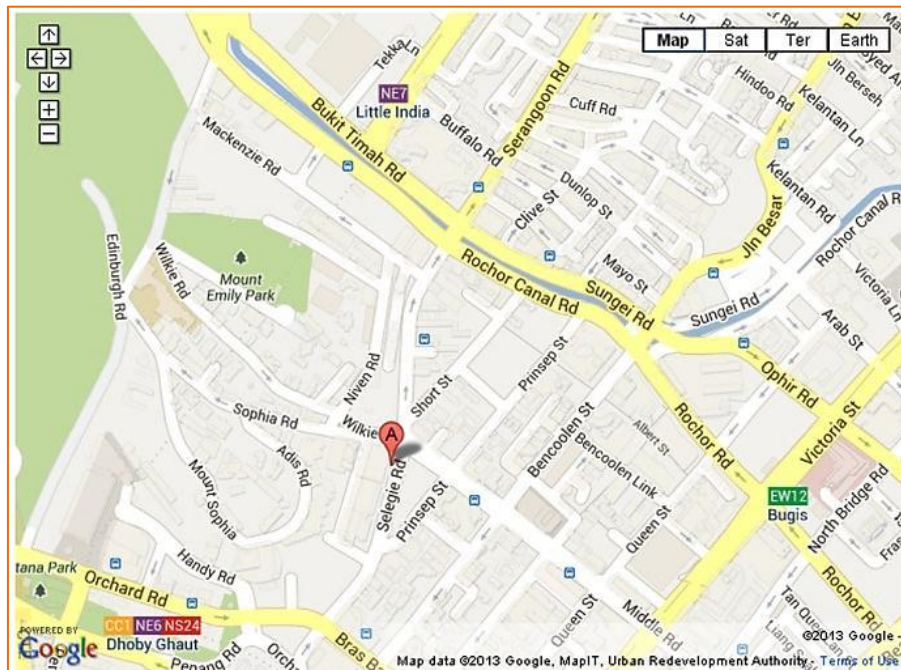 Map
Sat
Ter
Earth
Tekka Ln
NE7
Little India
Mackenzie Rd
Bukit Timah Rd
Buffalo Rd
Serangoon Rd
Cuff Rd
Hindoo Rd
Jln Berseh
Kelantan Ln
Kelantan Rd
Dunlop St
Clive St
Mayo St
Jln Besar
Rochor Canal Rd
Edinburgh Rd
Wilkie Rd
Mount
Emily Park
Rochor Canal Rd
Sungei Rd
Sungei Rd
Victoria Ln
Arab St
Niven Rd
Short St
Prinsep St
Ophir Rd
Sophia Rd
Wilkie
A
Albert St
Rochor Rd
Victoria St
Bencoolen St
Bencoolen Link
Adis Rd
Mount Sophia
Selegie Rd
Prinsep St
Queen St
EW12
Bugis
North Bridge Rd
Handy Rd
tana Park
Orchard Rd
CC1 NE6 NS24
Dhoby Ghaut
Penang Rd
Bras
Queen St
Middle Rd
Tan Quee
Liang
©2013 Google -
POWERED BY
Google
Map data ©2013 Google, MapIT, Urban Redevelopment Authority - Terms of Use